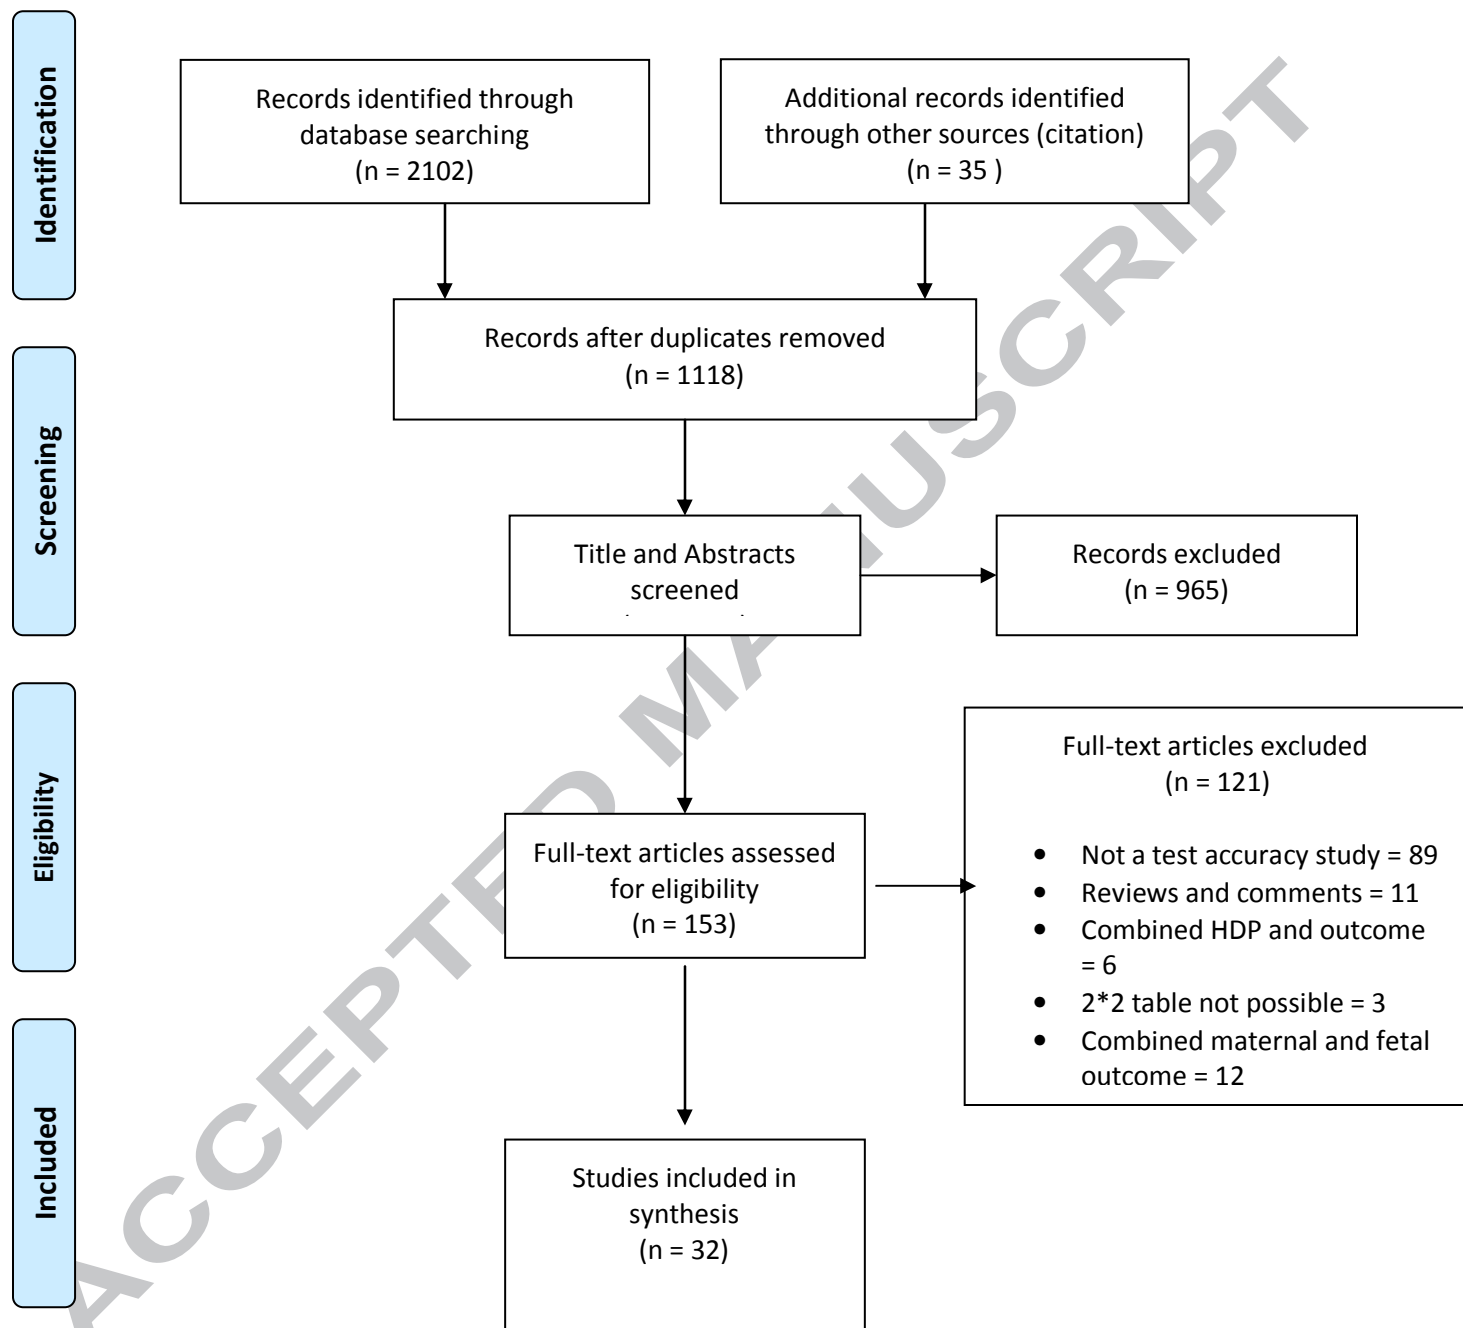 Identification
Records identified through
database searching
(n = 2102)
Additional records identified
through other sources (citation)
(n = 35 )
Records after duplicates removed
(n = 1118)
Screening
Title and Abstracts
screened
Records excluded
(n = 965)
Eligibility
Full-text articles assessed
for eligibility
(n = 153)
Full-text articles excluded
(n = 121)
• Not a test accuracy study = 89
• Reviews and comments = 11
• Combined HDP and outcome
= 6
• 2*2 table not possible = 3
• Combined maternal and fetal
outcome = 12
Included
Studies included in
synthesis
(n = 32)
ACCEPTED MANUSCRIPT